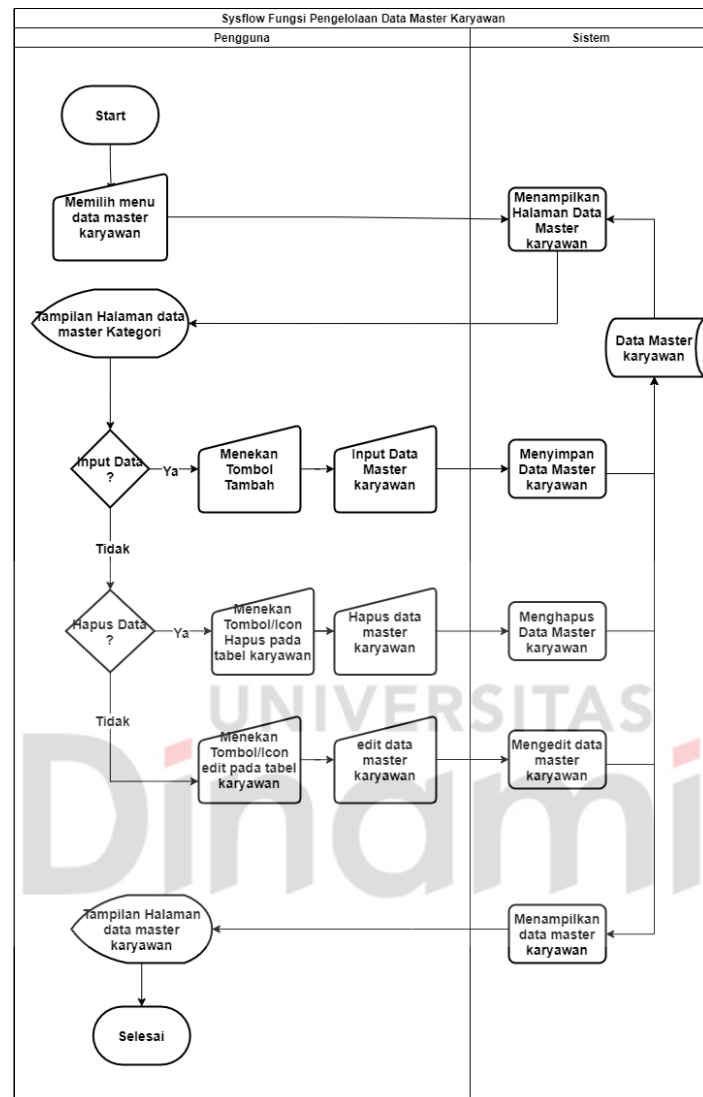 Sysflow Fungsi Pengelolaan Data Master Karyawan
Pengguna
Sistem
Start
Memilih menu
data master
karyawan
Menampilkan
Halaman Data
Master
karyawan
Tampilan Halaman data
master Kategori
Data Master
karyawan
Input Data
?
Ya
Menekan
Tombol
Tambah
Input Data
Master
karyawan
Menyimpan
Data Master
karyawan
Tidak
Hapus Data
?
Ya
Menekan
Tombol/Icon
Hapus pada
tabel karyawan
Hapus data
master
karyawan
Menghapus
Data Master
karyawan
Tidak
Menekan
Tombol/Icon
edit pada tabel
karyawan
edit data
master
karyawan
Mengedit data
master
karyawan
UNIVERSITAS
Dinami
Tampilan Halaman
data master
karyawan
Menampilkan
data master
karyawan
Selesai